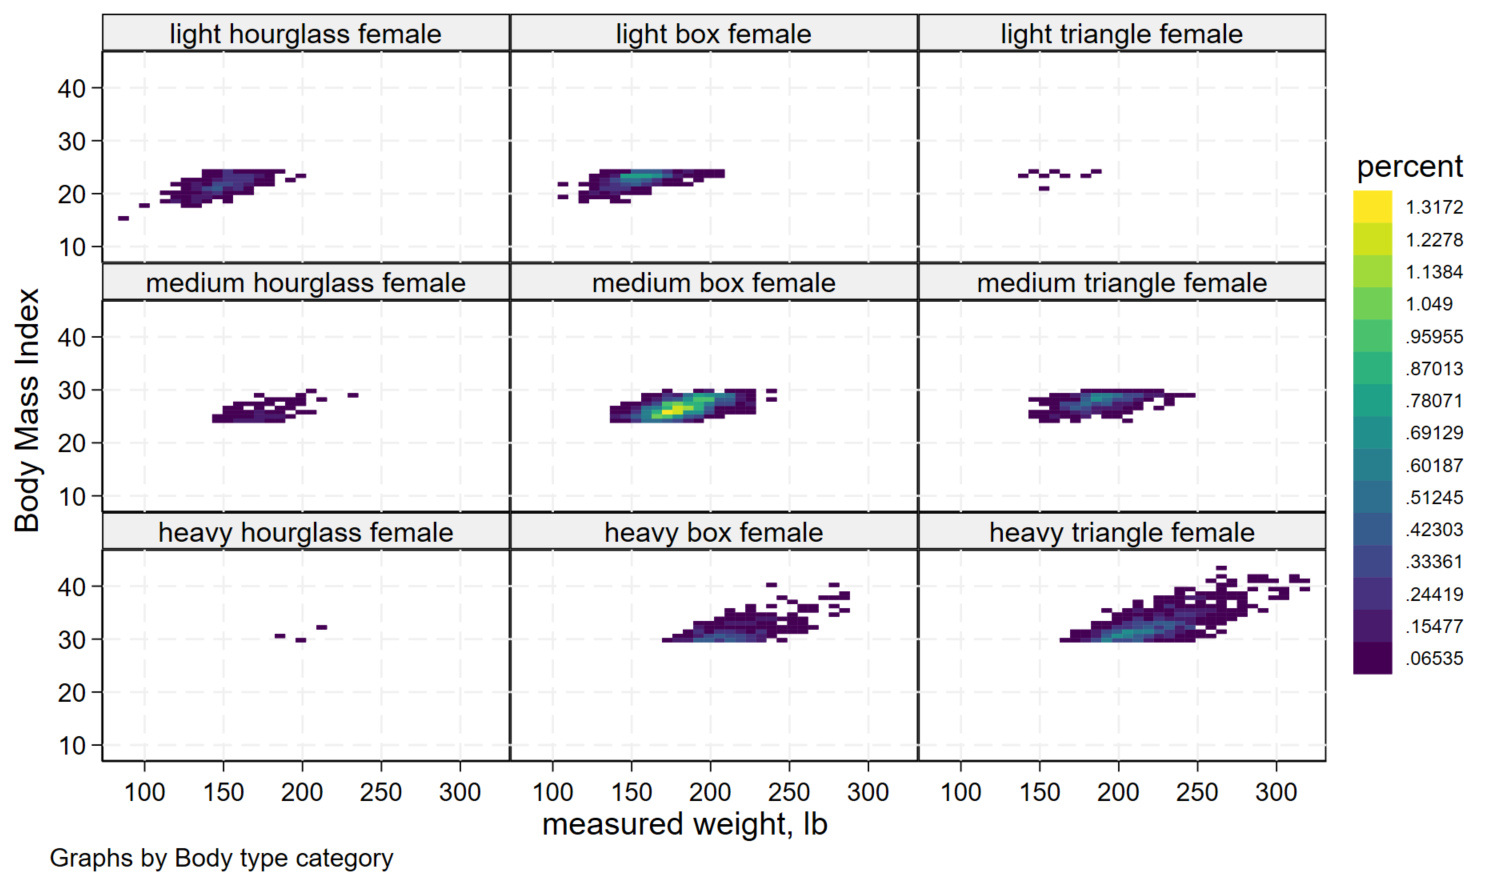 light hourglass female
light box female
light triangle female
40
30
20
10
medium hourglass female
medium box female
medium triangle female
40
30
20
10
heavy hourglass female
heavy box female
heavy triangle female
40
30
20
10
Body Mass Index
100 150 200 250 300
100 150 200 250 300
100 150 200 250 300
measured weight, lb
Graphs by Body type category
percent
1.3172
1.2278
1.1384
1.049
.95955
.87013
.78071
.69129
.60187
.51245
.42303
.33361
.24419
.15477
.06535